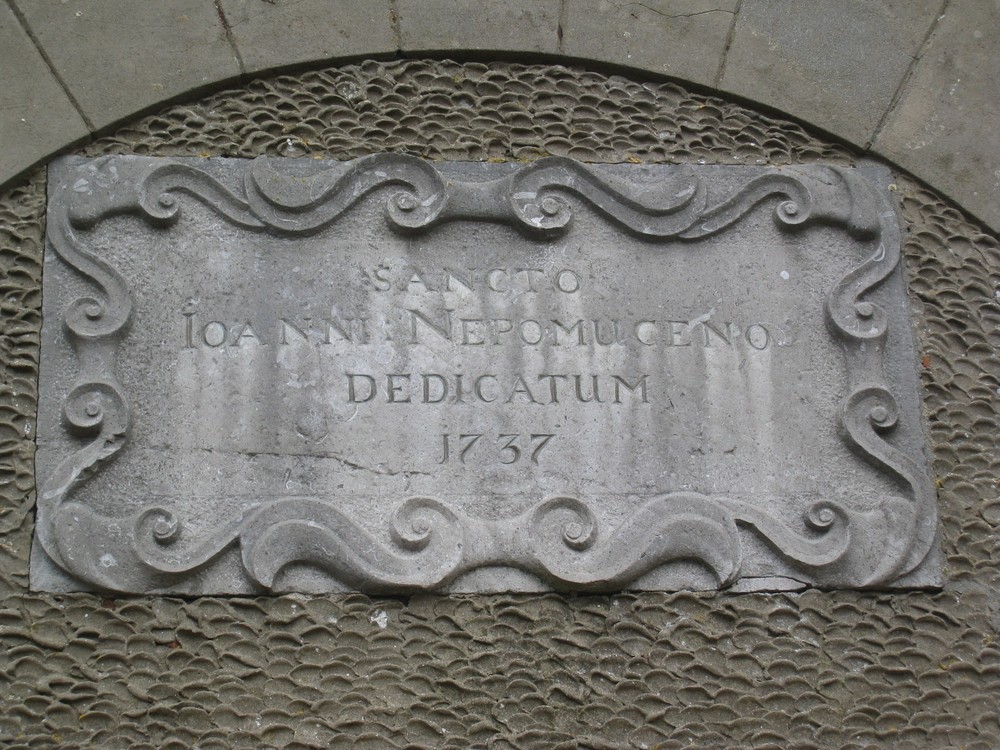 SANCTO
IOANNI NEPOMUCENO
DEDICATUM
1737